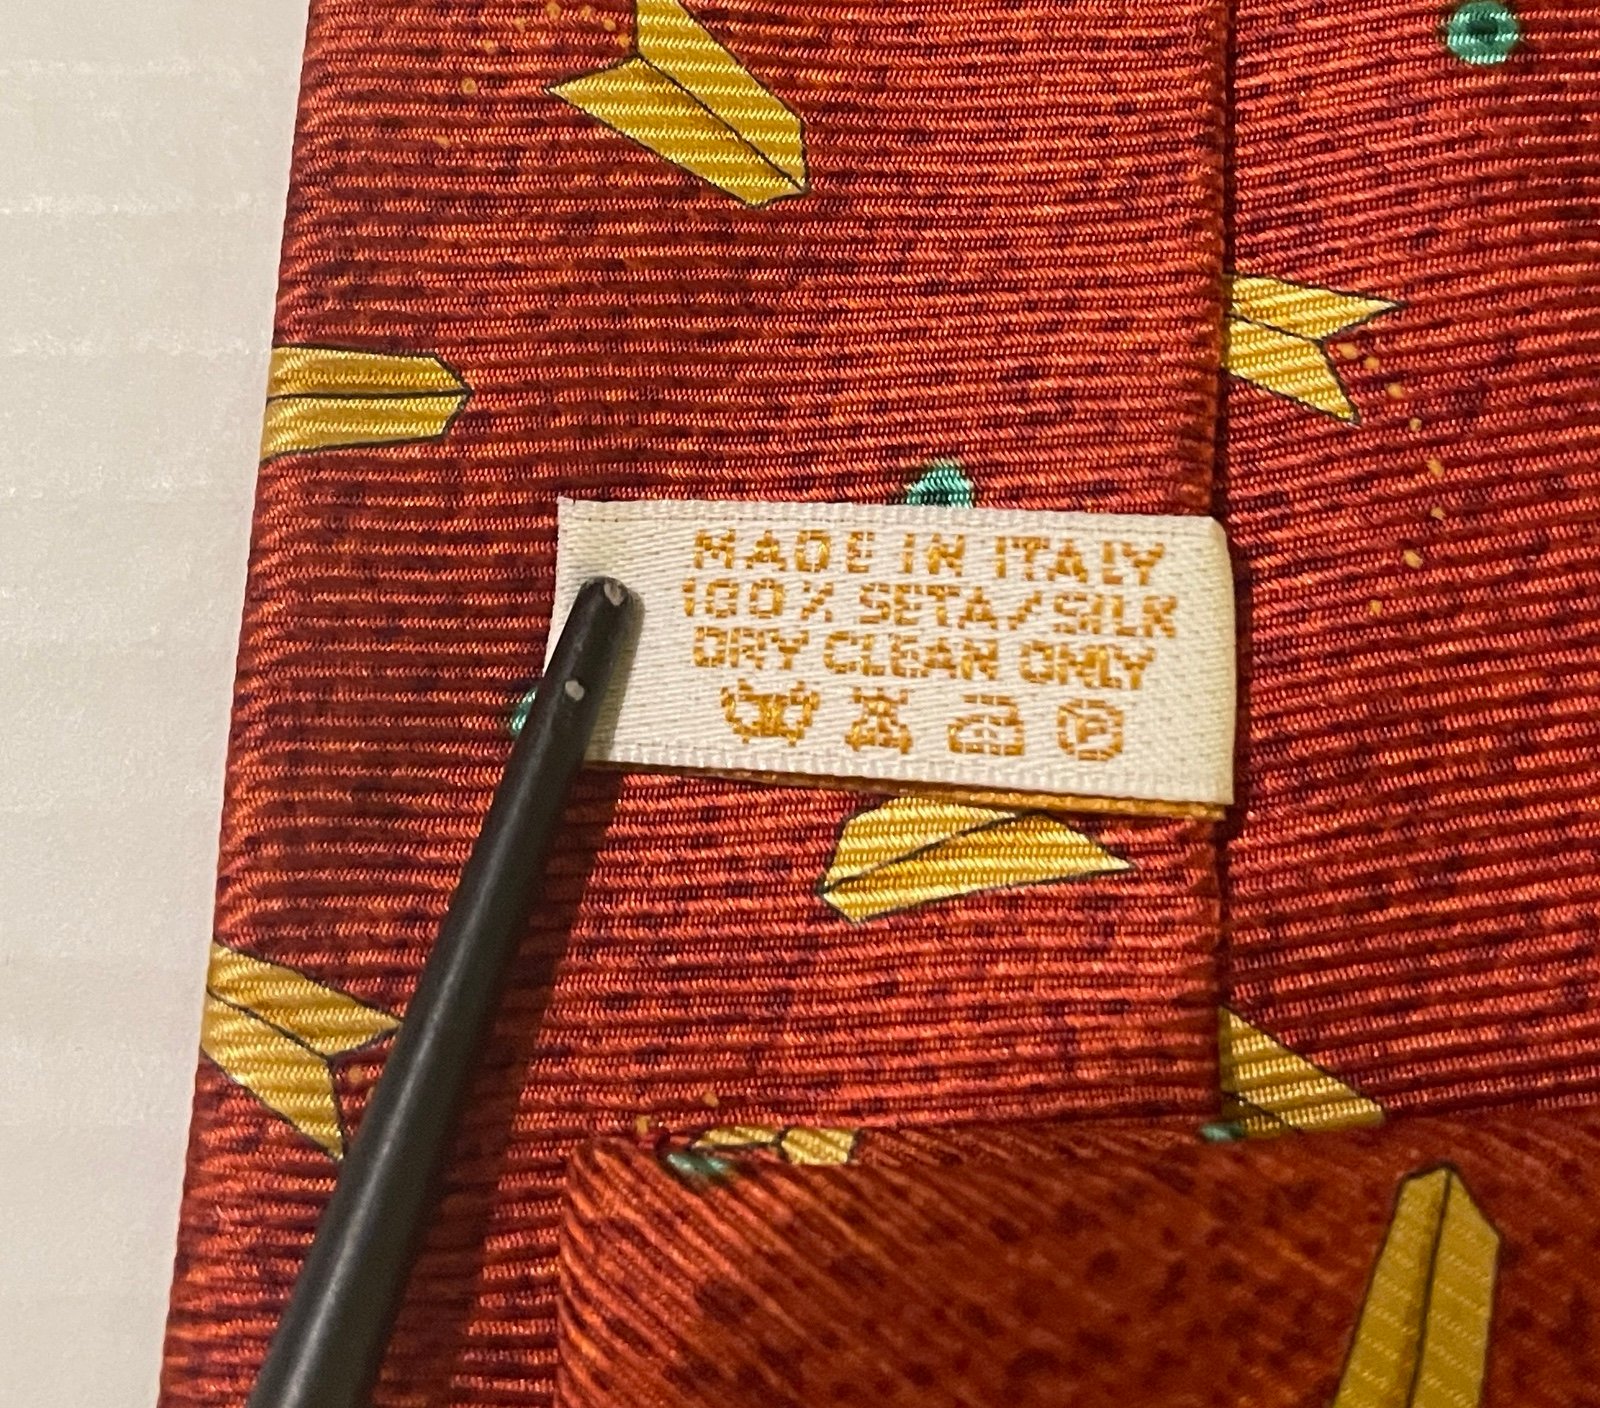 MADE IN ITALY
100% SETA/SILK
DRY CLEAN ONLY
P